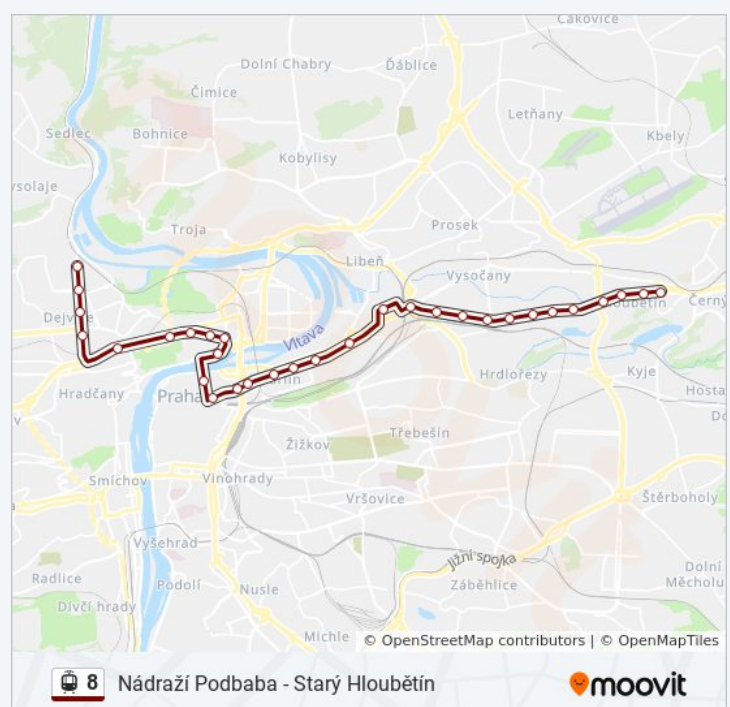 Čakovice
Dolní Chabry
Ďáblice
Čimice
Letňany
Sedlec
Bohnice
Kbely
Kobylisy
ysolaje
Troja
Prosek
Libeň
Vysočany
Dejvice
Vltava
Černý
Hradčany
Praha
Hrdlořezy
Kyje
Hosta
Do
Třebešín
Žižkov
Vinohrady
Smíchov
Vršovice
Štěrboholy
Vyšehrad
Jižní spojka
Radlice
Podolí
Nusle
Záběhlice
Dolní
Měcholu
Dívčí hrady
Michle
© OpenStreetMap contributors | © OpenMapTiles
8 Nádraží Podbaba - Starý Hloubětín
moovit